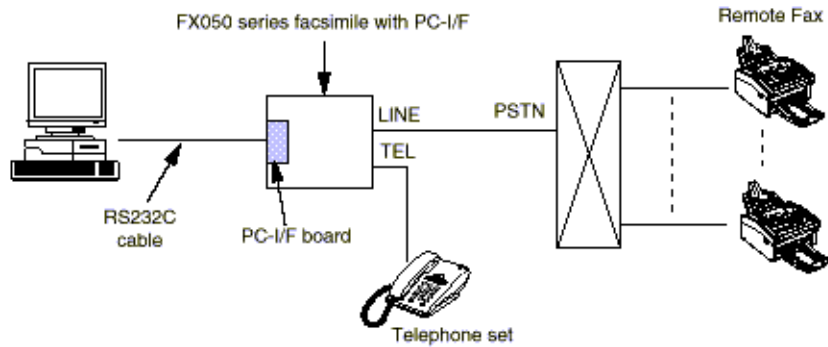 FX050 series facsimile with PC-I/F
Remote Fax
LINE
PSTN
TEL
RS232C
cable
PC-I/F board
Telephone set